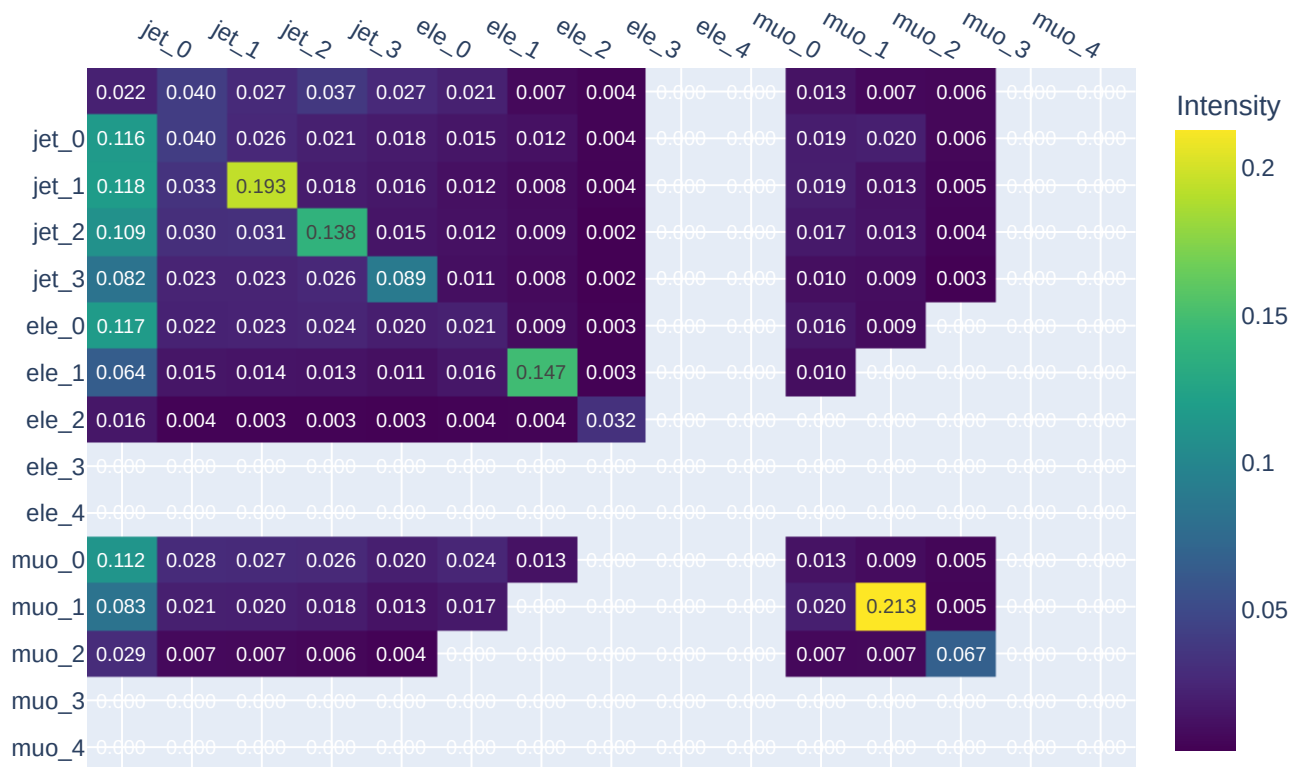 jet_0 jet_1 jet_2 jet_3 ele_0 ele_1 ele_2 ele_3 ele_4 muo_0 muo_1 muo_2 muo_3 muo_4
Intensity
0.022 0.040 0.027 0.037 0.027 0.021 0.007 0.004 0.000 0.000 0.013 0.007 0.006 0.000 0.000
jet_0 0.116 0.040 0.026 0.021 0.018 0.015 0.012 0.004 0.000 0.000 0.019 0.020 0.006 0.000 0.000
0.2
jet_1 0.118 0.033 0.193 0.018 0.016 0.012 0.008 0.004 0.000 0.000 0.019 0.013 0.005 0.000 0.000
jet_2 0.109 0.030 0.031 0.138 0.015 0.012 0.009 0.002 0.000 0.000 0.017 0.013 0.004 0.000 0.000
jet_3 0.082 0.023 0.023 0.026 0.089 0.011 0.008 0.002 0.000 0.000 0.010 0.009 0.003 0.000 0.000
0.15
ele_0 0.117 0.022 0.023 0.024 0.020 0.021 0.009 0.003 0.000 0.000 0.016 0.009 0.000 0.000 0.000
ele_1 0.064 0.015 0.014 0.013 0.011 0.016 0.147 0.003 0.000 0.000 0.010 0.000 0.000 0.000 0.000
ele_2 0.016 0.004 0.003 0.003 0.003 0.004 0.004 0.032 0.000 0.000 0.000 0.000 0.000 0.000 0.000
0.1
ele_3 0.000 0.000 0.000 0.000 0.000 0.000 0.000 0.000 0.000 0.000 0.000 0.000 0.000 0.000 0.000
ele_4 0.000 0.000 0.000 0.000 0.000 0.000 0.000 0.000 0.000 0.000 0.000 0.000 0.000 0.000 0.000
muo_0 0.112 0.028 0.027 0.026 0.020 0.024 0.013 0.000 0.000 0.000 0.013 0.009 0.005 0.000 0.000
muo_1 0.083 0.021 0.020 0.018 0.013 0.017 0.000 0.000 0.000 0.000 0.020 0.213 0.005 0.000 0.000
0.05
muo_2 0.029 0.007 0.007 0.006 0.004 0.000 0.000 0.000 0.000 0.000 0.007 0.007 0.067 0.000 0.000
muo_3 0.000 0.000 0.000 0.000 0.000 0.000 0.000 0.000 0.000 0.000 0.000 0.000 0.000 0.000 0.000
muo_4 0.000 0.000 0.000 0.000 0.000 0.000 0.000 0.000 0.000 0.000 0.000 0.000 0.000 0.000 0.000